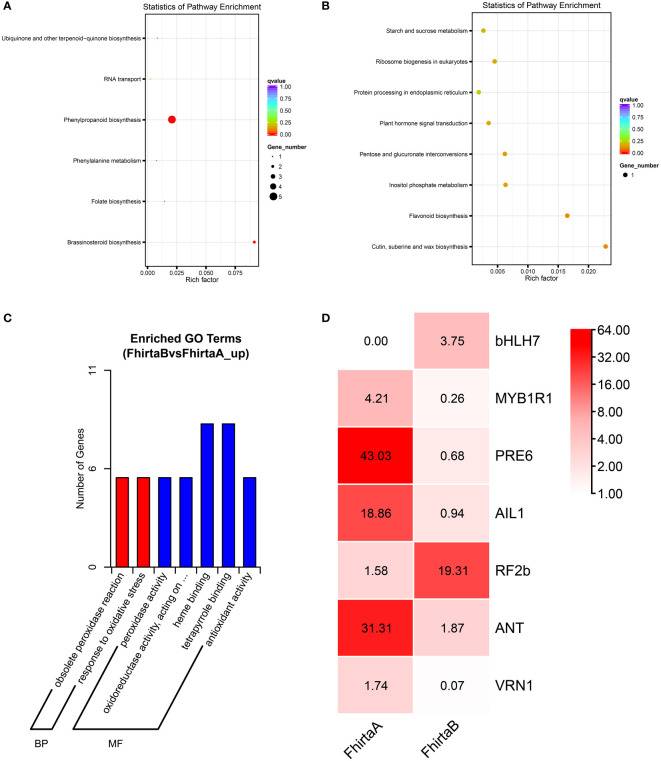 A
Statistics of Pathway Enrichment
Ubiquinone and other terpenoid-quinone biosynthesis
RNA transport
Phenylpropanoid biosynthesis
Phenylalanine metabolism
Folate biosynthesis
Brassinosteroid biosynthesis
0.000 0.025 0.050 0.075
Rich factor
qvalue
1.00
0.75
0.50
0.25
0.00
Gene_number
1
2
3
4
5
B
Statistics of Pathway Enrichment
Starch and sucrose metabolism
Ribosome biogenesis in eukaryotes
Protein processing in endoplasmic reticulum
Plant hormone signal transduction
Pentose and glucuronate interconversions
Inositol phosphate metabolism
Flavonoid biosynthesis
Cutin, suberine and wax biosynthesis
0.005 0.010 0.015 0.020
Rich factor
qvalue
1.00
0.75
0.50
0.25
0.00
Gene_number
1
C
Enriched GO Terms
(FhirtaBvsFhirtaA_up)
Number of Genes
11
6
0
obsolete peroxidase reaction
response to oxidative stress
peroxidase activity
oxidoreductase activity, acting on ...
heme binding
tetrapyrrole binding
antioxidant activity
BP
MF
D
0.00 3.75 bHLH7
4.21 0.26 MYB1R1
43.03 0.68 PRE6
18.86 0.94 AIL1
1.58 19.31 RF2b
31.31 1.87 ANT
1.74 0.07 VRN1
FhirtaA FhirtaB
64.00
32.00
16.00
8.00
4.00
2.00
1.00